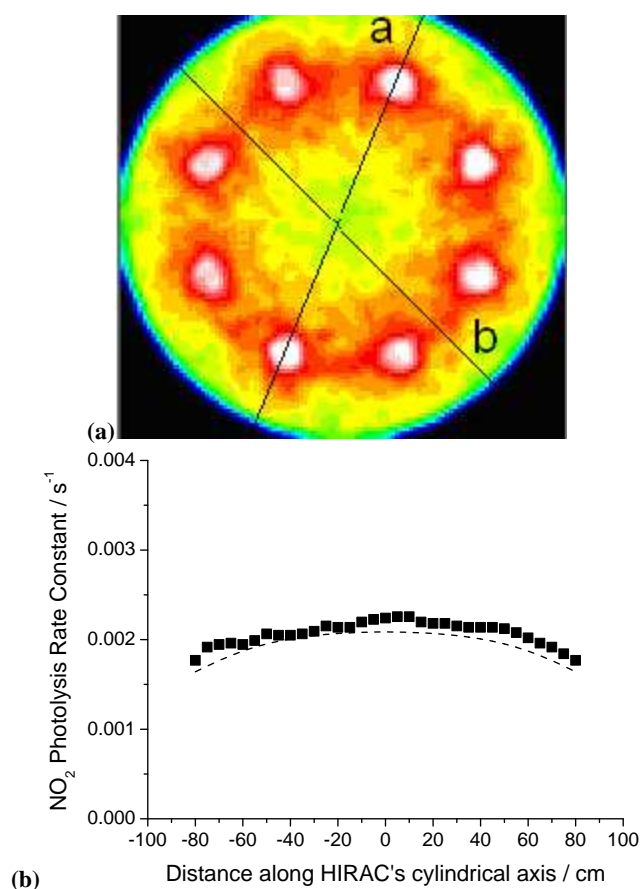 a
b
(a)
0.004
0.003
0.002
0.001
0.000
-100 -80 -60 -40 -20 0 20 40 60 80 100
NO₂ Photolysis Rate Constant / s⁻¹
Distance along HIRAC's cylindrical axis / cm
(b)